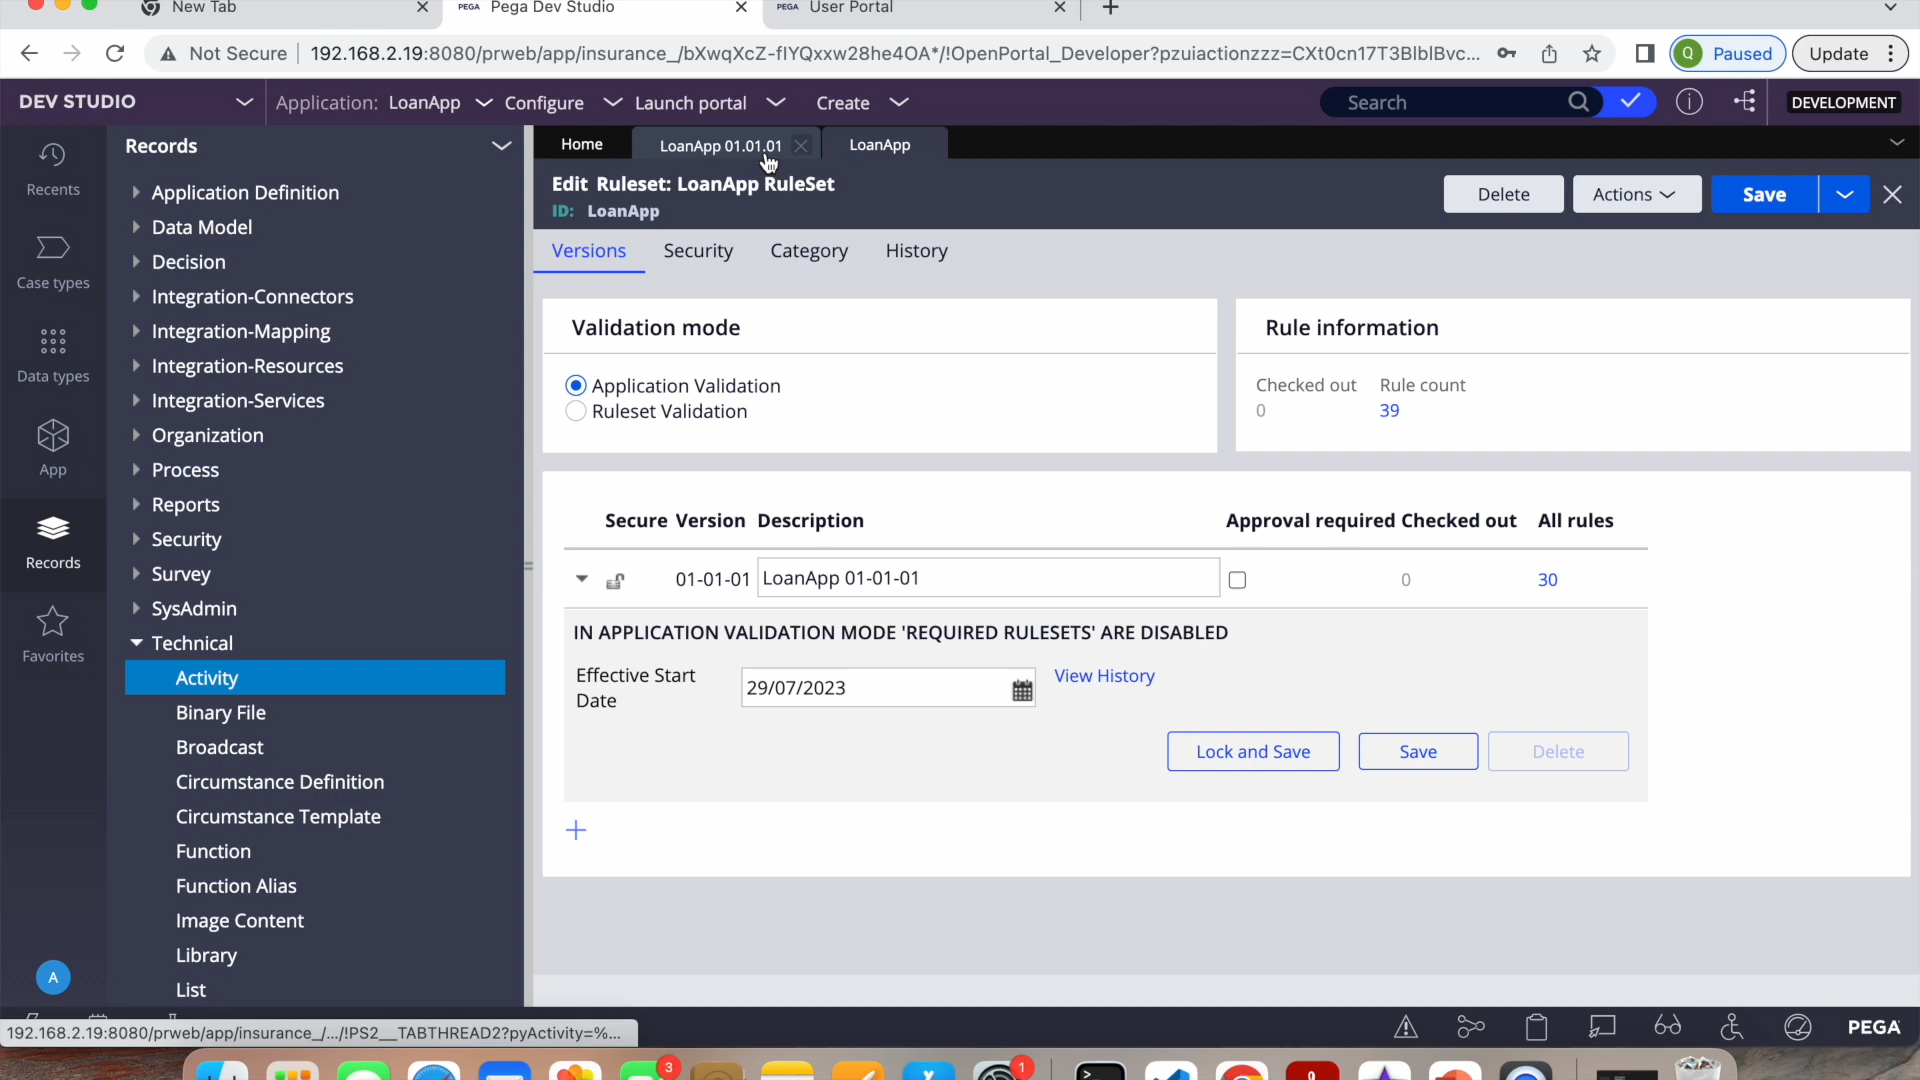 New Tab
PEGA Pega Dev Studio
PEGA User Portal
Not Secure
192.168.2.19:8080/prweb/app/insurance_/bXwqXcZ-fIYQxxw28he4OA*/!OpenPortal_Developer?pzuiactionzzz=CXt0cn17T3BlblBvc...
Q Paused
Update
DEV STUDIO
Application: LoanApp
Configure
Launch portal
Create
Search
DEVELOPMENT
Recents
Case types
Data types
App
Records
Favorites
A
Records
Application Definition
Data Model
Decision
Integration-Connectors
Integration-Mapping
Integration-Resources
Integration-Services
Organization
Process
Reports
Security
Survey
SysAdmin
Technical
Activity
Binary File
Broadcast
Circumstance Definition
Circumstance Template
Function
Function Alias
Image Content
Library
List
Home
LoanApp 01.01.01
LoanApp
Edit Ruleset: LoanApp RuleSet
ID: LoanApp
Delete
Actions
Save
Versions
Security
Category
History
Validation mode
Application Validation
Ruleset Validation
Rule information
Checked out Rule count
0 39
Secure Version Description Approval required Checked out All rules
01-01-01 LoanApp 01-01-01 0 30
IN APPLICATION VALIDATION MODE 'REQUIRED RULESETS' ARE DISABLED
Effective Start
Date
29/07/2023
View History
Lock and Save
Save
Delete
192.168.2.19:8080/prweb/app/insurance_/.../!PS2__TABTHREAD2?pyActivity=%...
PEGA
3
1